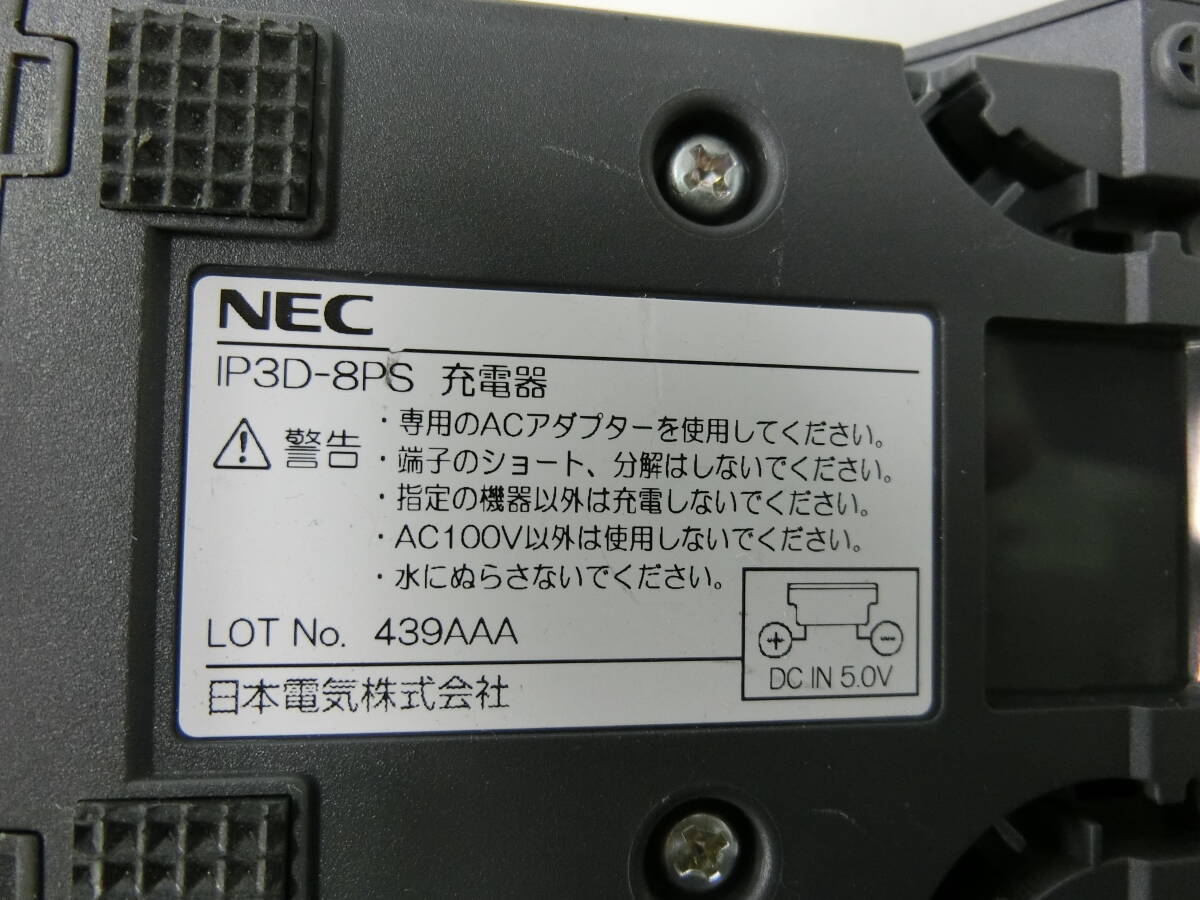 NEC
IP3D-8PS 充電器
警告
・専用のACアダプターを使用してください。
・端子のショート、分解はしないでください。
・指定の機器以外は充電しないでください。
・AC100V以外は使用しないでください。
・水にぬらさないでください。
LOT No. 439AAA
DC IN 5.0V
日本電気株式会社